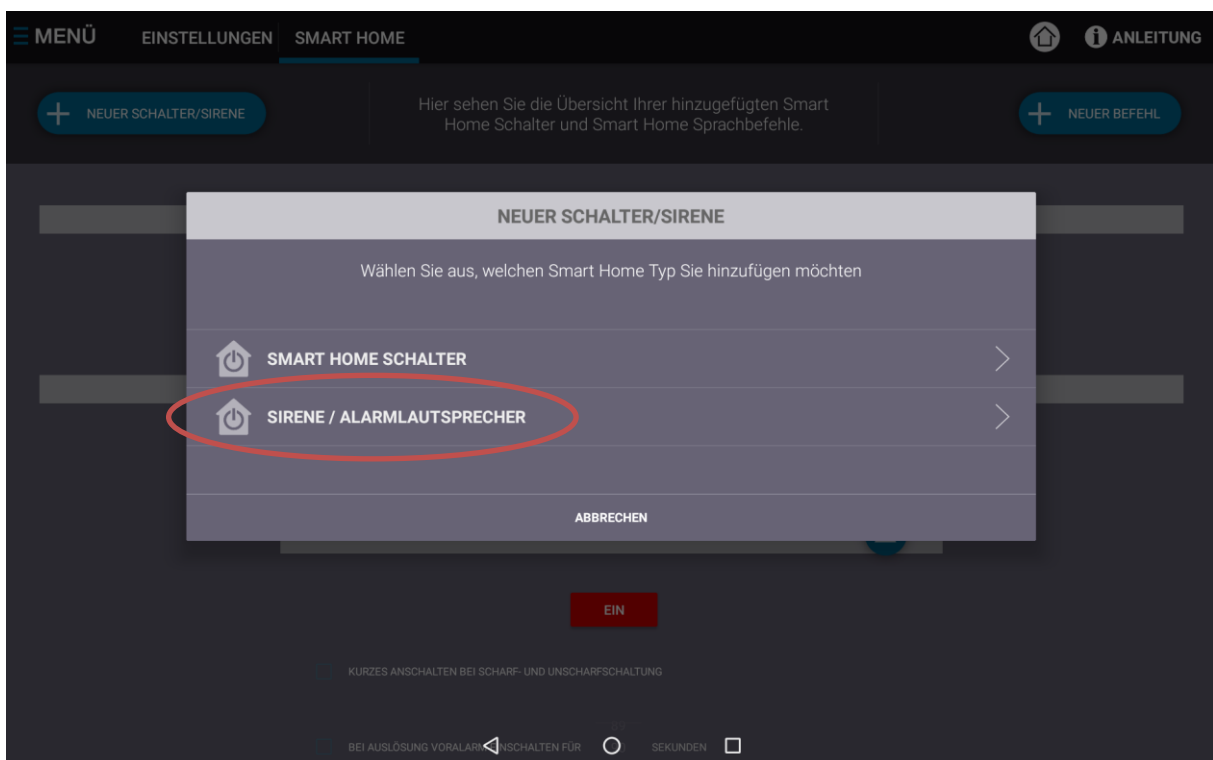 MENÜ
EINSTELLUNGEN
SMART HOME
ANLEITUNG
NEUER SCHALTER/SIRENE
Hier sehen Sie die Übersicht Ihrer hinzugefügten Smart
Home Schalter und Smart Home Sprachbefehle.
NEUER BEFEHL
NEUER SCHALTER/SIRENE
Wählen Sie aus, welchen Smart Home Typ Sie hinzufügen möchten
SMART HOME SCHALTER
SIRENE / ALARMLAUTSPRECHER
ABBRECHEN
EIN
KURZES ANSCHALTEN BEI SCHARF- UND UNSCHARFSCHALTUNG
BEI AUSLÖSUNG VORALARM EINSCHALTEN FÜR SEKUNDEN